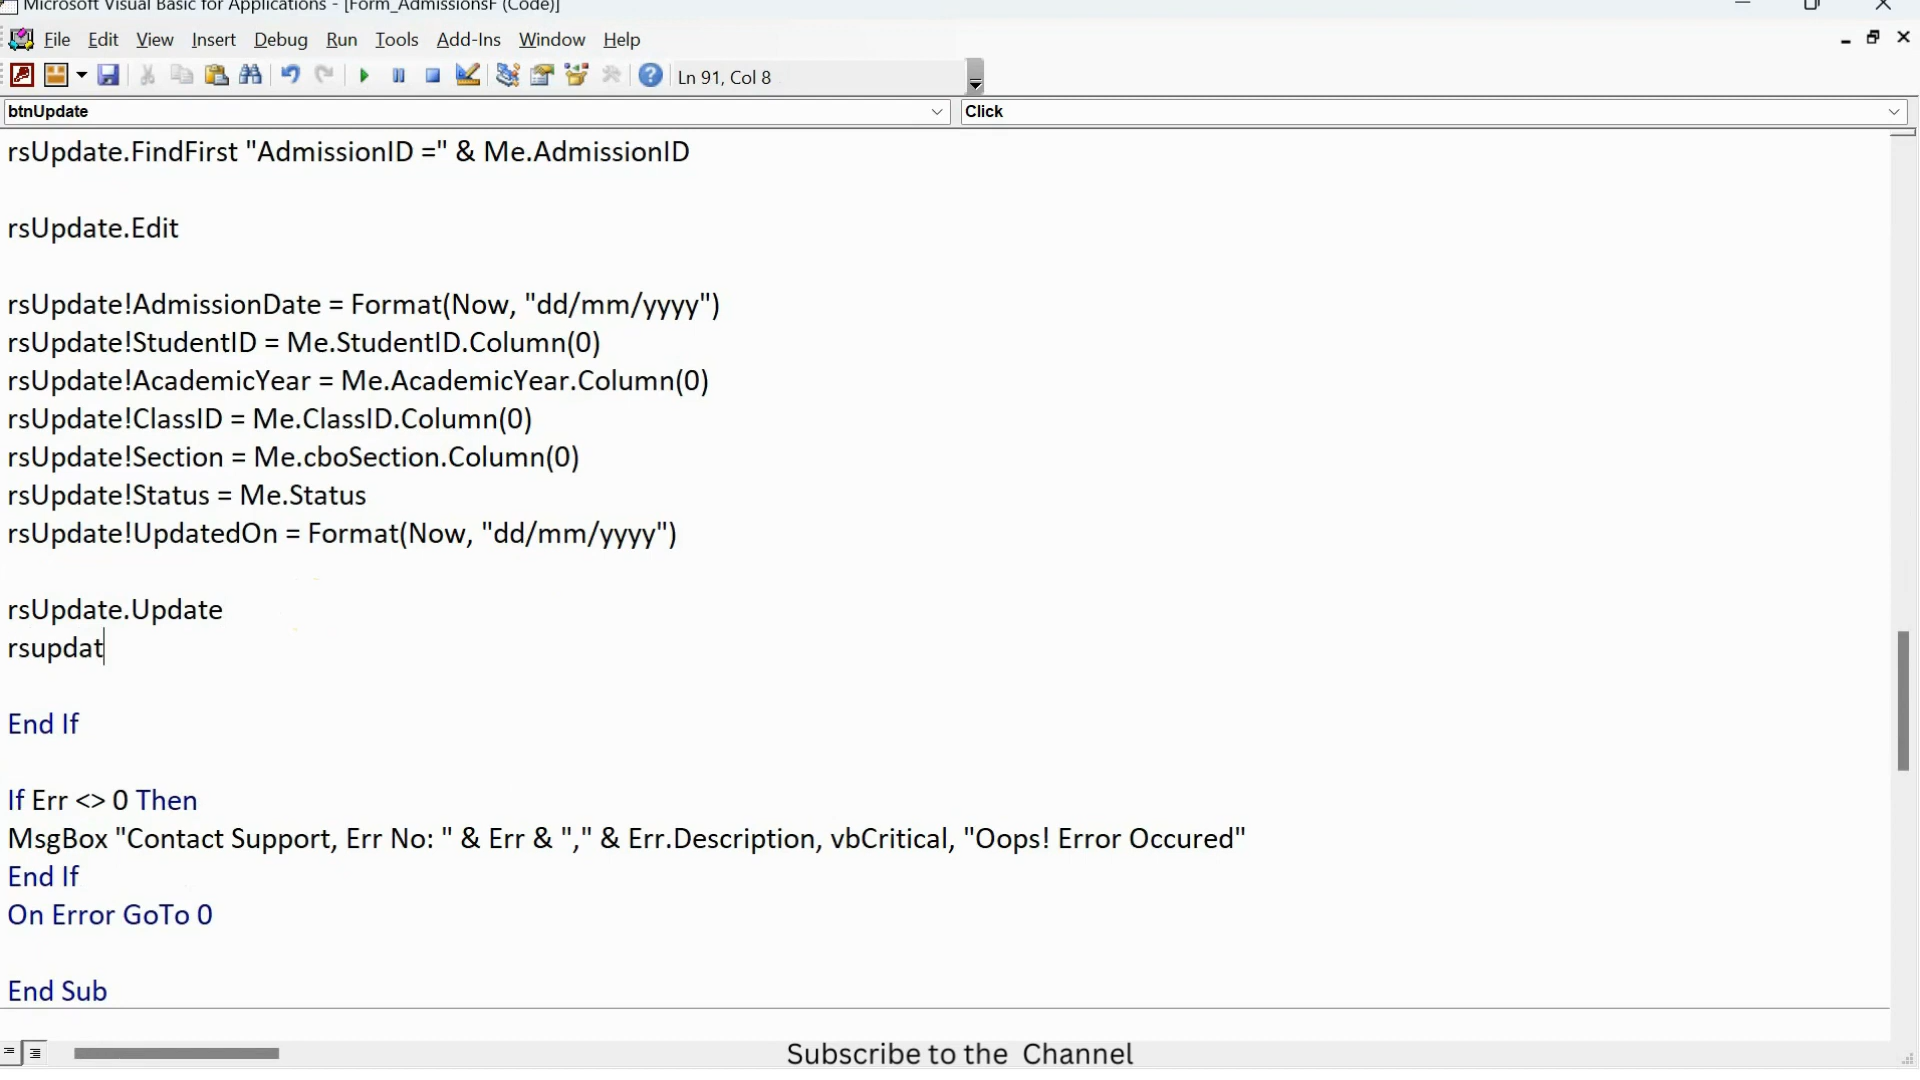 Microsoft Visual Basic for Applications - [Form_AdmissionsF (Code)]
File Edit View Insert Debug Run Tools Add-Ins Window Help
Ln 91, Col 8
btnUpdate Click
rsUpdate.FindFirst "AdmissionID =" & Me.AdmissionID
rsUpdate.Edit
rsUpdate!AdmissionDate = Format(Now, "dd/mm/yyyy")
rsUpdate!StudentID = Me.StudentID.Column(0)
rsUpdate!AcademicYear = Me.AcademicYear.Column(0)
rsUpdate!ClassID = Me.ClassID.Column(0)
rsUpdate!Section = Me.cboSection.Column(0)
rsUpdate!Status = Me.Status
rsUpdate!UpdatedOn = Format(Now, "dd/mm/yyyy")
rsUpdate.Update
rsupdat
End If
If Err <> 0 Then
MsgBox "Contact Support, Err No: " & Err & "," & Err.Description, vbCritical, "Oops! Error Occured"
End If
On Error GoTo 0
End Sub
Subscribe to the Channel